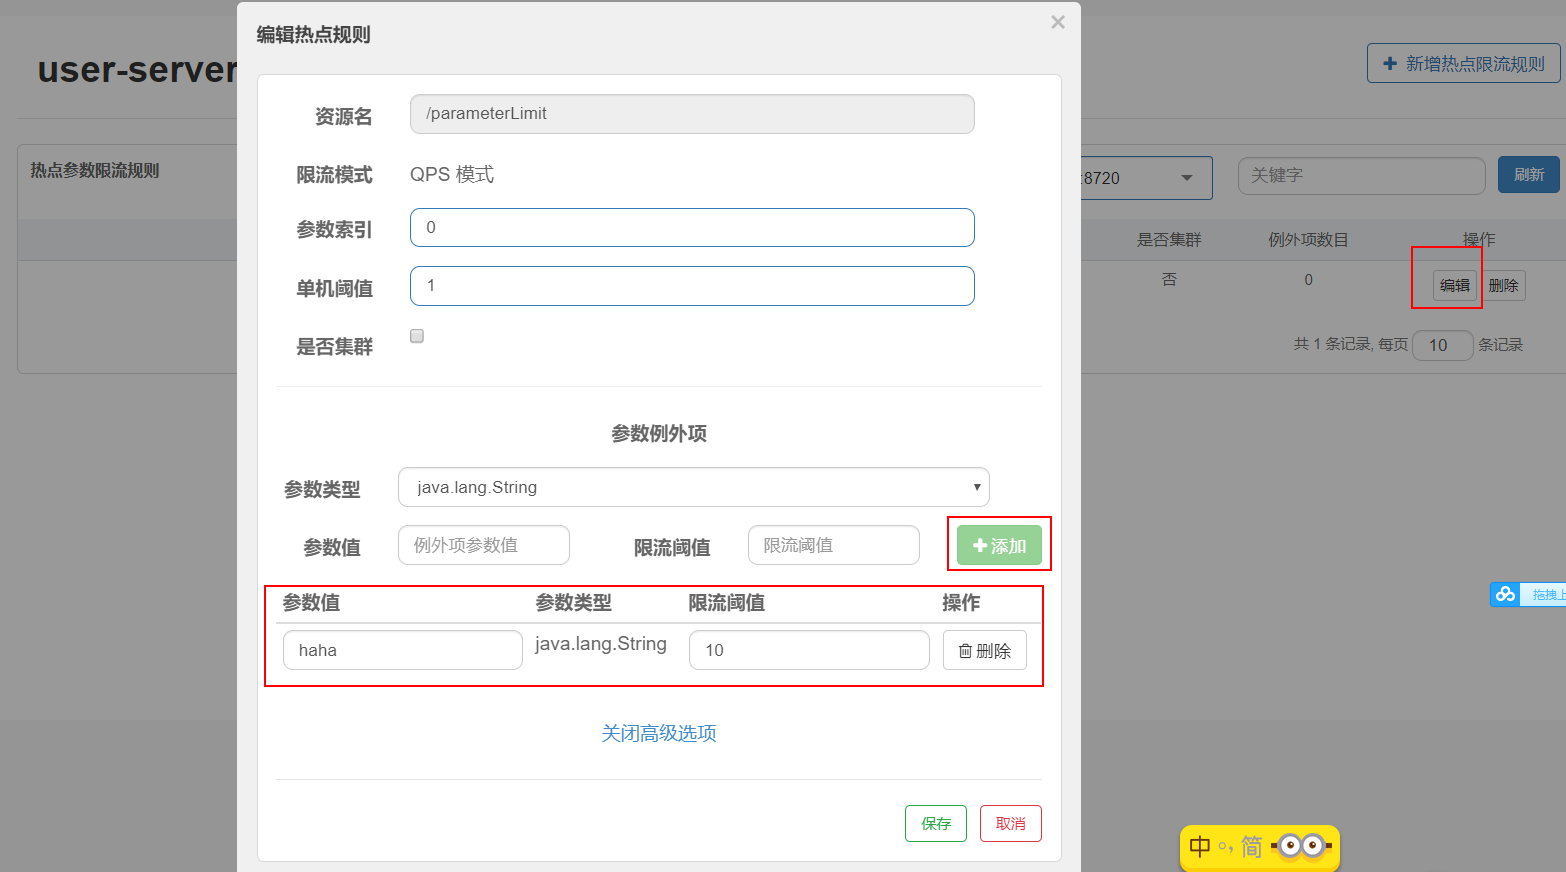 编辑热点规则
×
user-server
新增热点限流规则
资源名 /parameterLimit
热点参数限流规则
限流模式 QPS 模式
:8720 关键字 刷新
参数索引 0
是否集群 例外项数目 操作
单机阈值 1
否 0 编辑 删除
是否集群
共 1 条记录, 每页 10 条记录
参数例外项
参数类型 java.lang.String
参数值 例外项参数值 限流阈值 限流阈值 添加
参数值 参数类型 限流阈值 操作
haha java.lang.String 10 删除
拖拽上
关闭高级选项
保存 取消
中 °, 简